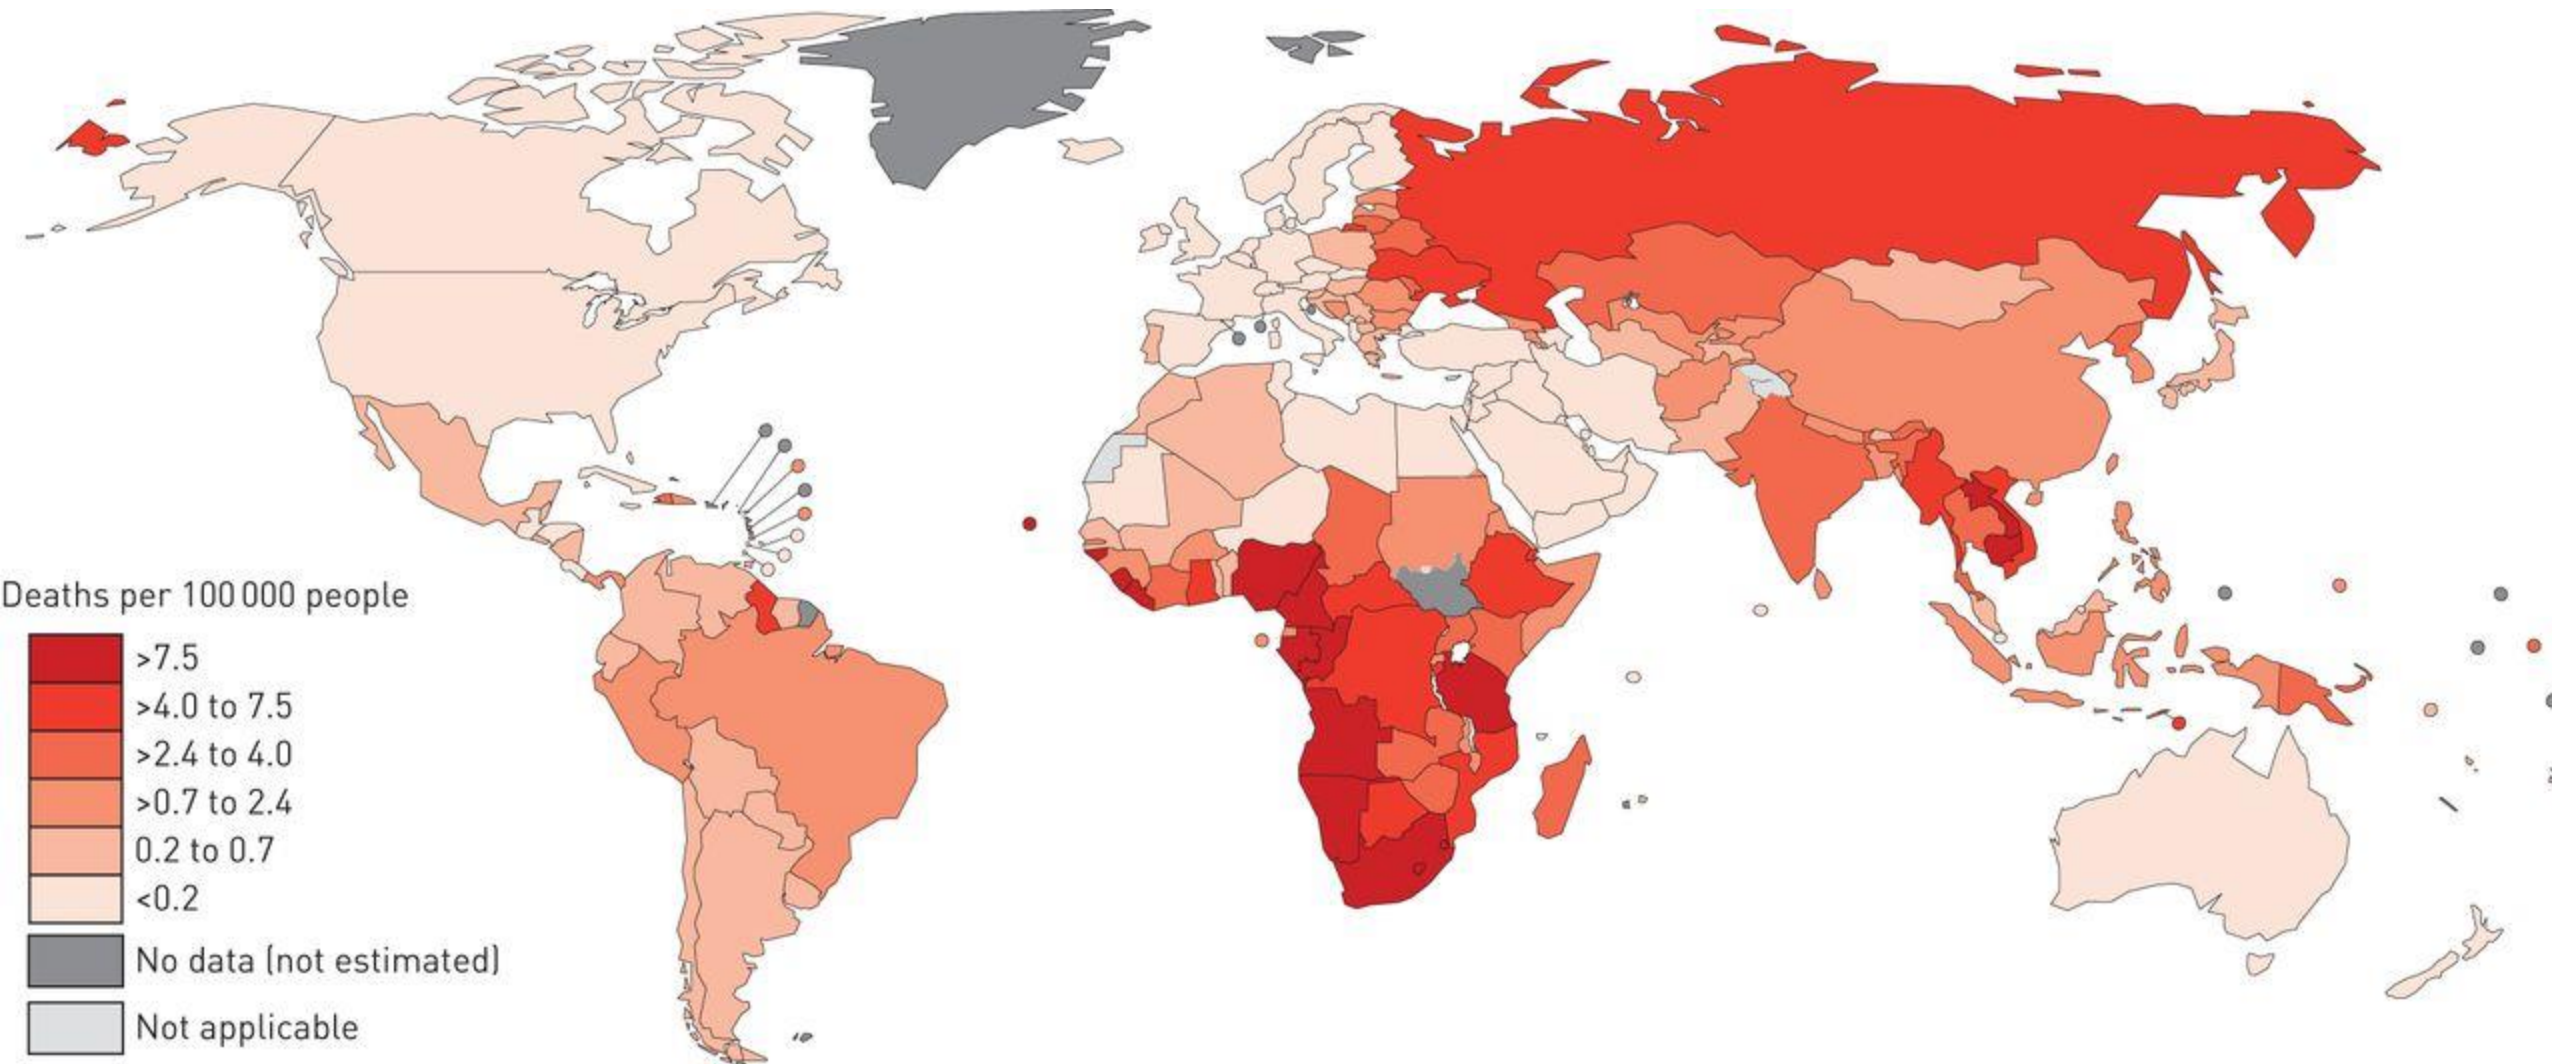 Deaths per 100 000 people
>7.5
>4.0 to 7.5
>2.4 to 4.0
>0.7 to 2.4
0.2 to 0.7
<0.2
No data (not estimated)
Not applicable